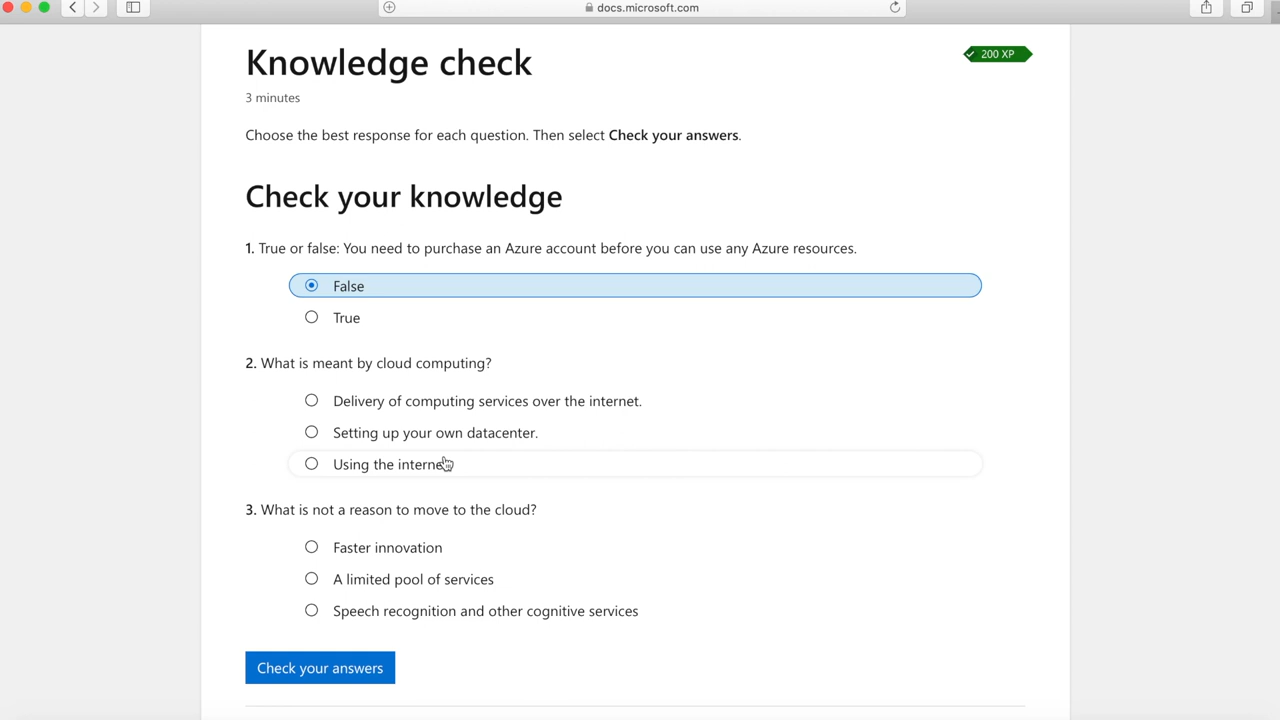 docs.microsoft.com
Knowledge check
200 XP
3 minutes
Choose the best response for each question. Then select Check your answers.
Check your knowledge
1. True or false: You need to purchase an Azure account before you can use any Azure resources.
False
True
2. What is meant by cloud computing?
Delivery of computing services over the internet.
Setting up your own datacenter.
Using the interne
3. What is not a reason to move to the cloud?
Faster innovation
A limited pool of services
Speech recognition and other cognitive services
Check your answers